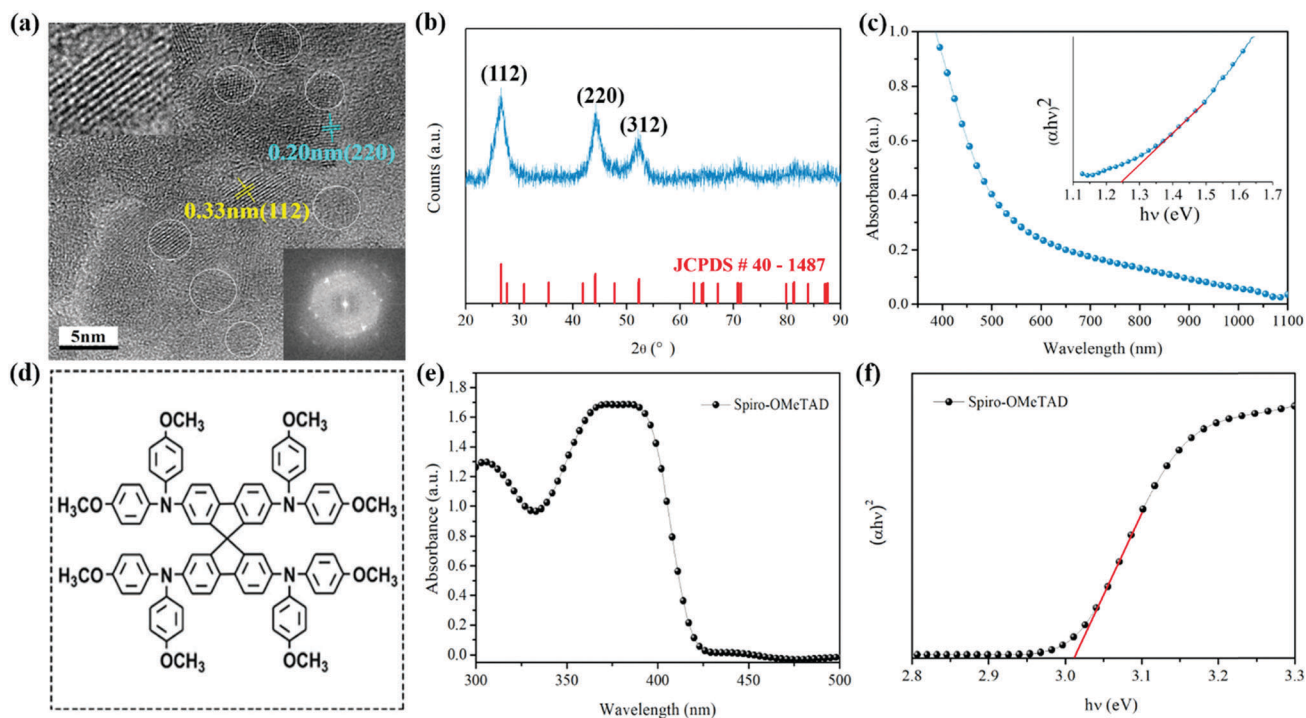 (a)
0.20nm(220)
0.33nm(112)
5nm
(b)
(112)
(220)
(312)
Counts (a.u.)
JCPDS # 40 - 1487
20 30 40 50 60 70 80 90
2θ (°)
(c)
1.0
0.8
0.6
0.4
0.2
0.0
Absorbance (a.u.)
400 500 600 700 800 900 1000 1100
Wavelength (nm)
(αhν)2
1.1 1.2 1.3 1.4 1.5 1.6 1.7
hν (eV)
(d)
OCH3 OCH3
H3CO N N OCH3
H3CO N N OCH3
OCH3 OCH3
(e)
1.8
1.6
1.4
1.2
1.0
0.8
0.6
0.4
0.2
0.0
Absorbance (a.u.)
Spiro-OMeTAD
300 350 400 450 500
Wavelength (nm)
(f)
Spiro-OMeTAD
(αhν)2
2.8 2.9 3.0 3.1 3.2 3.3
hν (eV)